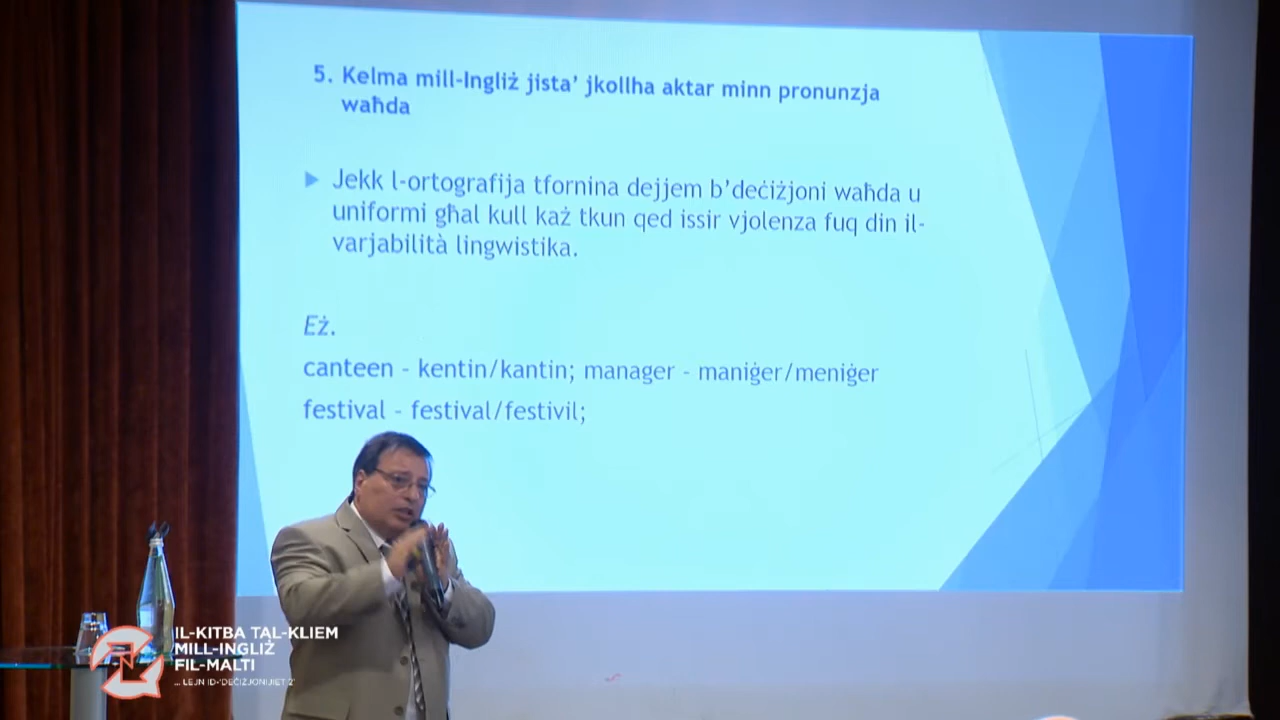 5. Kelma mill-Ingliż jista' jkollha aktar minn pronunzja
waħda
Jekk l-ortografija tfornina dejjem b'deċiżjoni waħda u
uniformi għal kull każ tkun qed issir vjolenza fuq din il-
varjabilità lingwistika.
Eż.
canteen - kentin/kantin; manager - maniġer/meniġer
festival - festival/festivil;
IL-KITBA TAL-KLIEM
MILL-INGLIŻ
FIL-MALTI
... LEJN ID-'DEĊIŻJONIJIET 2'